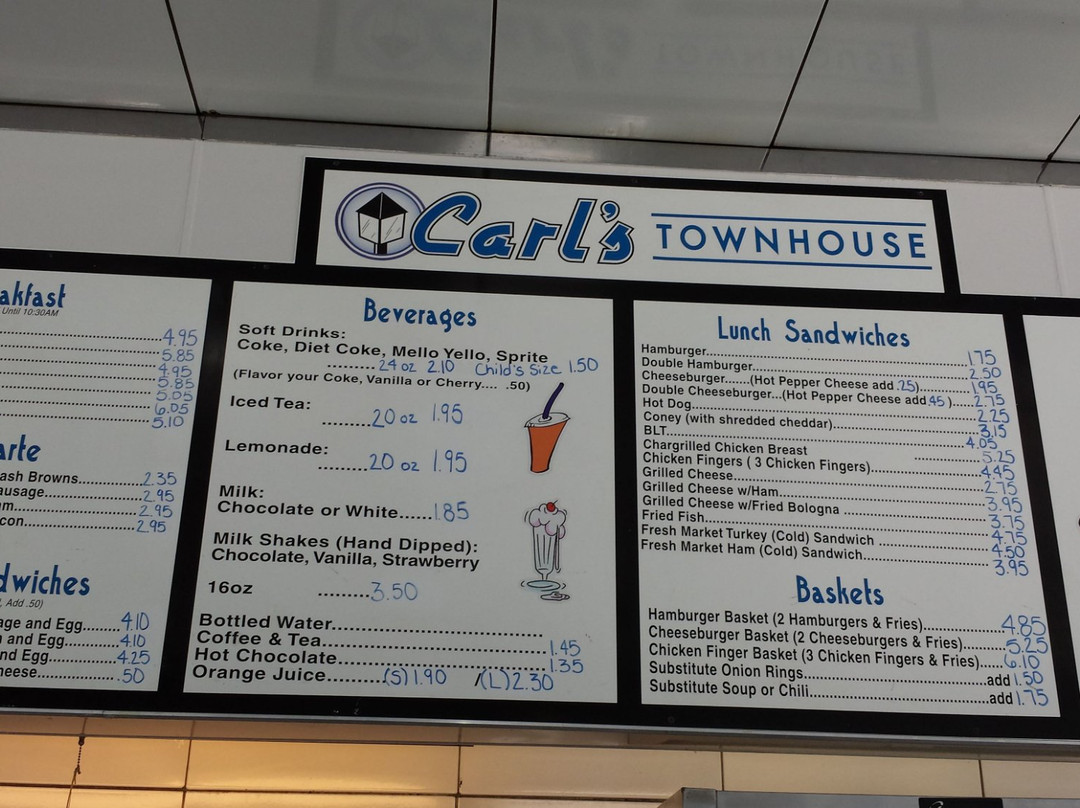 Carl's TOWNHOUSE
akfast
Until 10:30AM
4.95
5.85
4.95
5.85
5.05
6.05
5.10
arte
ash Browns..............2.35
ausage....................2.95
m............................2.95
con.........................2.95
dwiches
, Add .50)
age and Egg........4.10
n and Egg............4.10
nd Egg...............4.25
heese..................50
Beverages
Soft Drinks:
Coke, Diet Coke, Mello Yello, Sprite
.........24 oz 2.10 Child's Size 1.50
(Flavor your Coke, Vanilla or Cherry.... .50)
Iced Tea:
.........20 oz 1.95
Lemonade:
.........20 oz 1.95
Milk:
Chocolate or White......1.85
Milk Shakes (Hand Dipped):
Chocolate, Vanilla, Strawberry
16oz .........3.50
Bottled Water.....................................
Coffee & Tea.....................................1.45
Hot Chocolate...................................1.35
Orange Juice..........(S)1.90 /(L)2.30
Lunch Sandwiches
Hamburger.....................................1.75
Double Hamburger..........................2.50
Cheeseburger.......(Hot Pepper Cheese add .25)..........1.95
Double Cheeseburger...(Hot Pepper Cheese add .45)......2.75
Hot Dog.........................................2.25
Coney (with shredded cheddar)..........................3.15
BLT................................................4.05
Chargrilled Chicken Breast ..................5.25
Chicken Fingers ( 3 Chicken Fingers)....................4.45
Grilled Cheese................................2.75
Grilled Cheese w/Ham.......................3.95
Grilled Cheese w/Fried Bologna ..........................3.75
Fried Fish.......................................4.75
Fresh Market Turkey (Cold) Sandwich ....................4.50
Fresh Market Ham (Cold) Sandwich.......................3.95
Baskets
Hamburger Basket (2 Hamburgers & Fries)....................4.85
Cheeseburger Basket (2 Cheeseburgers & Fries)...........5.25
Chicken Finger Basket (3 Chicken Fingers & Fries)......6.10
Substitute Onion Rings.......................................add 1.50
Substitute Soup or Chili......................................add 1.75